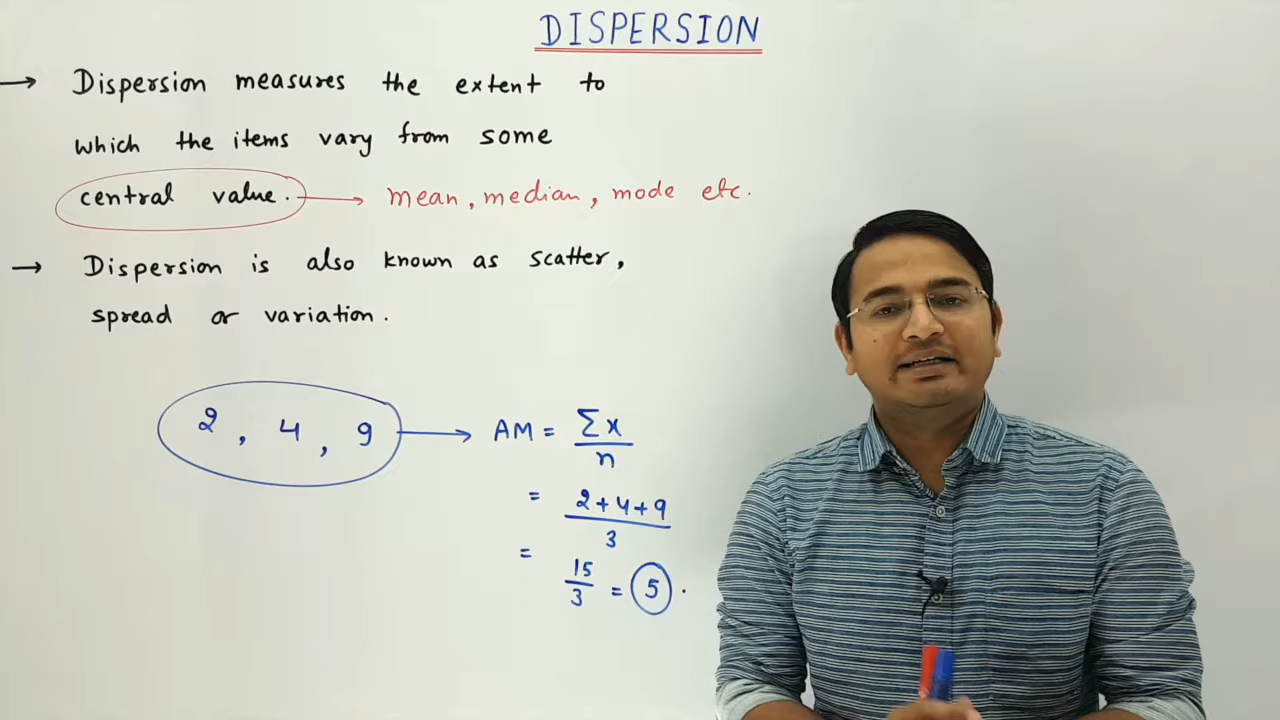 DISPERSION
→ Dispersion measures the extent to
which the items vary from some
central value. → mean, median, mode etc.
→ Dispersion is also known as scatter,
spread or variation.
2, 4, 9 → AM = Σx/n
= 2+4+9/3
= 15/3 = 5.